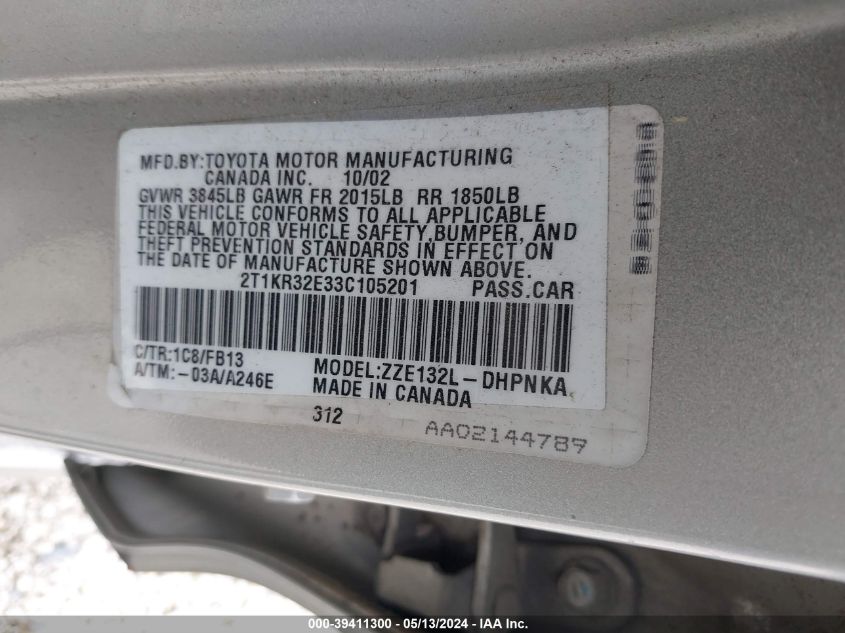 MFD.BY:TOYOTA MOTOR MANUFACTURING
CANADA INC. 10/02
GVWR 3845LB GAWR FR 2015LB RR 1850LB
THIS VEHICLE CONFORMS TO ALL APPLICABLE
FEDERAL MOTOR VEHICLE SAFETY,BUMPER, AND
THEFT PREVENTION STANDARDS IN EFFECT ON
THE DATE OF MANUFACTURE SHOWN ABOVE.
2T1KR32E33C105201 PASS.CAR
C/TR:1C8/FB13 MODEL:ZZE132L-DHPNKA
A/TM:-03A/A246E MADE IN CANADA
312 AA02144789
000-39411300 - 05/13/2024 - IAA Inc.